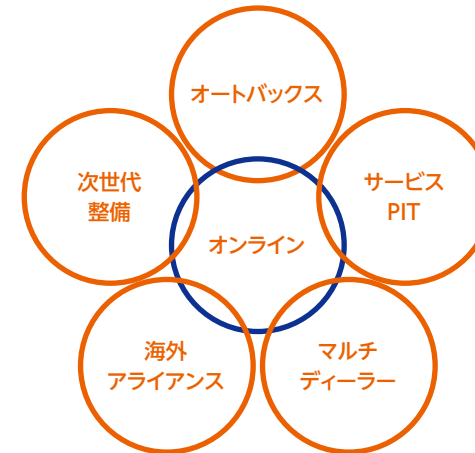 オートバックス
次世代
整備
サービス
PIT
オンライン
海外
アライアンス
マルチ
ディーラー